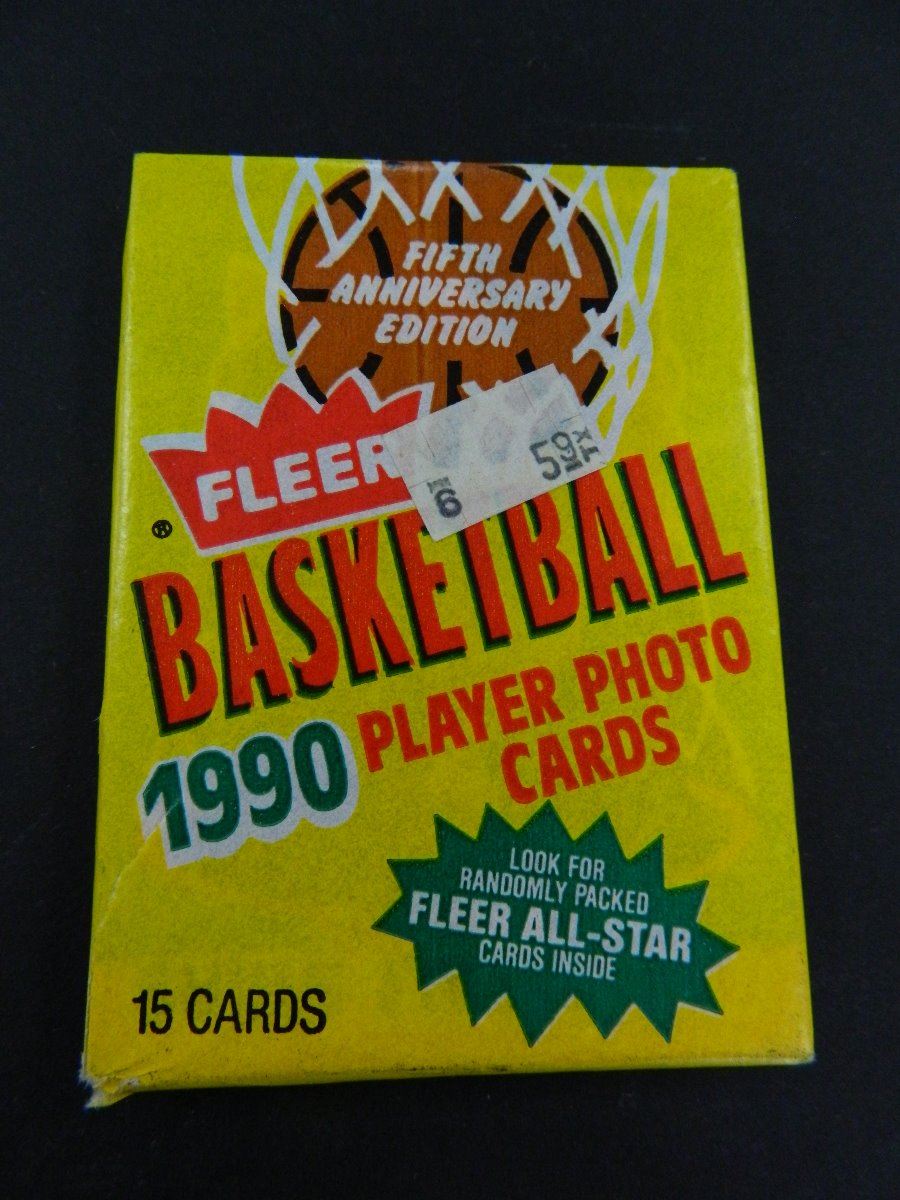 FIFTH
ANNIVERSARY
EDITION
FLEER
®
59
BASKETBALL
1990 PLAYER PHOTO
CARDS
LOOK FOR
RANDOMLY PACKED
FLEER ALL-STAR
CARDS INSIDE
15 CARDS